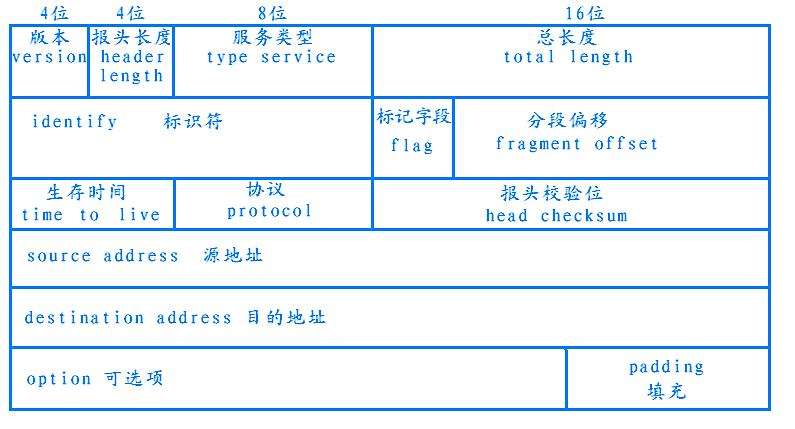 4位 4位 8位 16位
版本 报头长度 服务类型 总长度
version header type service total length
length
identify 标识符 标记字段 分段偏移
flag fragment offset
生存时间 协议 报头校验位
time to live protocol head checksum
source address 源地址
destination address 目的地址
option 可选项 padding
填充